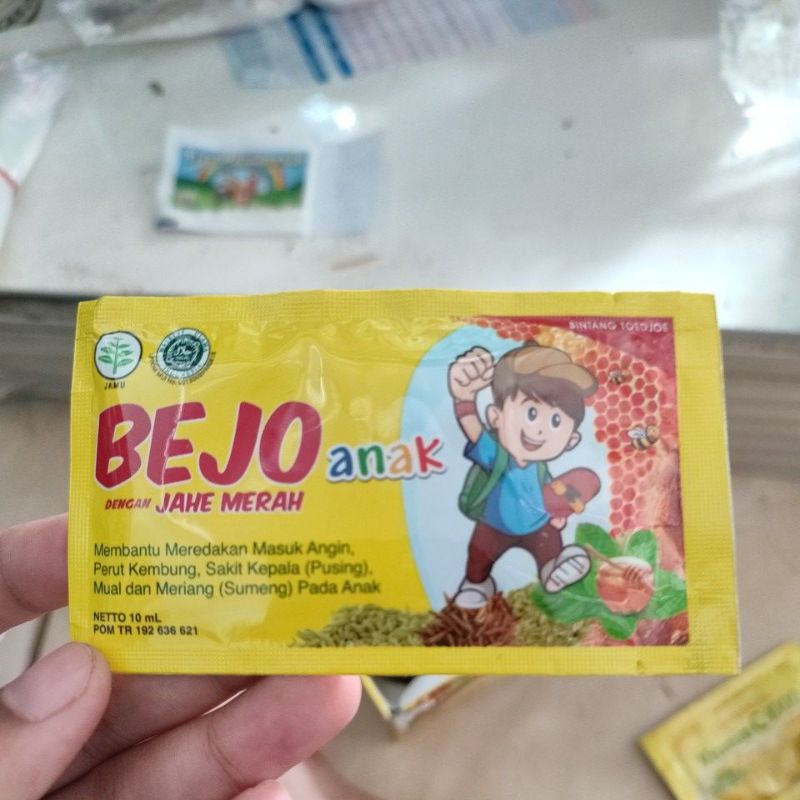 BINTANG TOEDJOE
JAMU
BEJO anak
DENGAN JAHE MERAH
Membantu Meredakan Masuk Angin,
Perut Kembung, Sakit Kepala (Pusing),
Mual dan Meriang (Sumeng) Pada Anak
NETTO 10 mL
POM TR 192 636 621